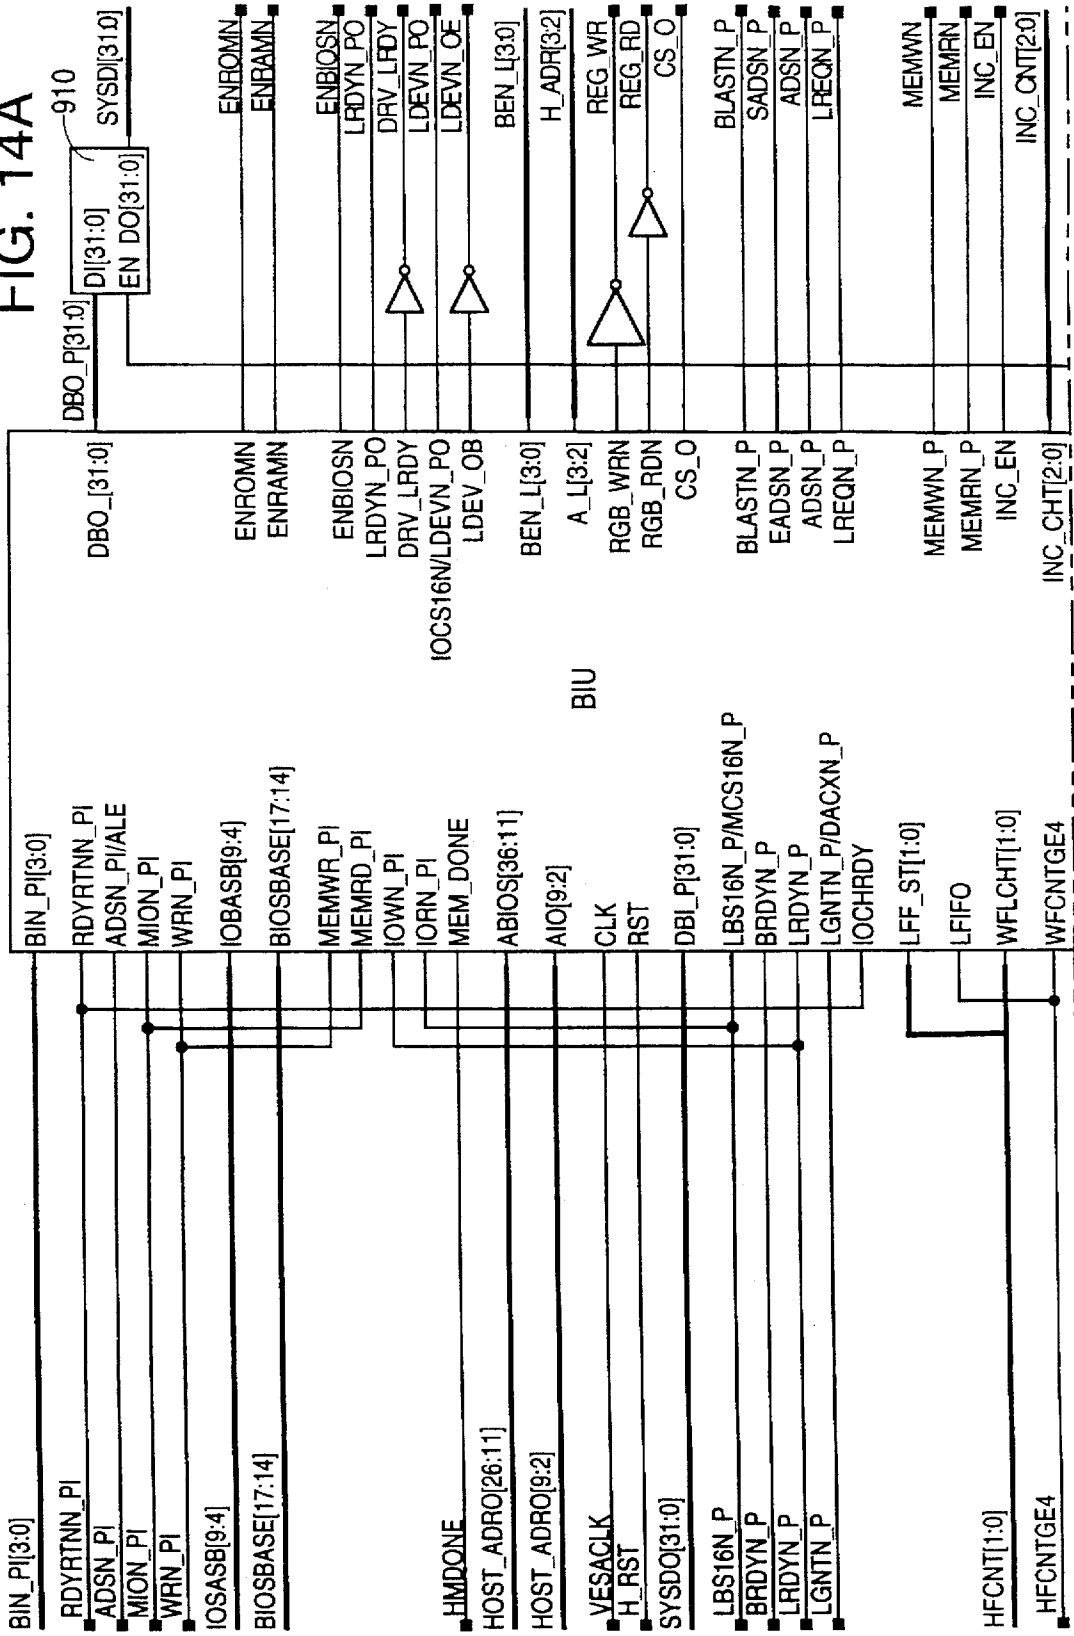 FIG. 14A
910
BIN_PI[3:0]
RDYRTNN_PI
ADSN_PI
MION_PI
WRN_PI
IOSASB[9:4]
BIOSBASE[17:14]
HMDONE
HOST_ADRO[26:11]
HOST_ADRO[9:2]
VESACLK
H_RST
SYSDO[31:0]
LBS16N_P
BRDYN_P
LRDYN_P
LGNTN_P
HFCNT[1:0]
HFCNTGE4
BIN_PI[3:0]
RDYRTNN_PI
ADSN_PI/ALE
MION_PI
WRN_PI
IOBASB[9:4]
BIOSBASE[17:14]
MEMWR_PI
MEMRD_PI
IOWN_PI
IORN_PI
MEM_DONE
ABIOS[36:11]
AIO[9:2]
CLK
RST
DBI_P[31:0]
LBS16N_P/MCS16N_P
BRDYN_P
LRDYN_P
LGNTN_P/DACXN_P
IOCHRDY
LFF_ST[1:0]
LFIFO
WFLCHT[1:0]
WFCNTGE4
BIU
DBO_[31:0]
ENROMN
ENRAMN
ENBIOSN
LRDYN_PO
DRV_LRDY
IOCS16N/LDEVN_PO
LDEV_OB
BEN_L[3:0]
A_L[3:2]
RGB_WRN
RGB_RDN
CS_O
BLASTN_P
EADSN_P
ADSN_P
LREQN_P
MEMWN_P
MEMRN_P
INC_EN
INC_CHT[2:0]
DBO_P[31:0]
DI[31:0]
EN DO[31:0]
SYSDI[31:0]
ENROMN
ENRAMN
ENBIOSN
LRDYN_PO
DRV_LRDY
LDEVN_PO
LDEVN_OE
BEN_L[3:0]
H_ADR[3:2]
REG_WR
REG_RD
CS_O
BLASTN_P
SADSN_P
ADSN_P
LREQN_P
MEMWN
MEMRN
INC_EN
INC_CNT[2:0]